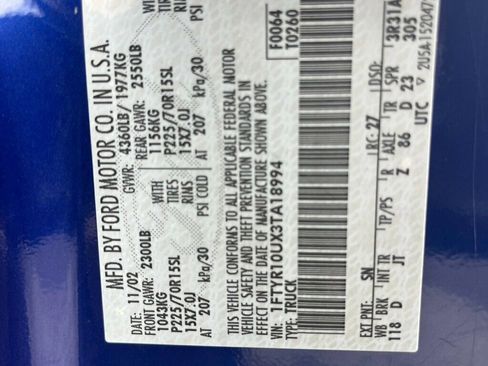 MFD. BY FORD MOTOR CO. IN U.S.A.
DATE: 11/02 GVWR: 4360LB/ 1977KG
FRONT GAWR: 2300LB REAR GAWR: 2550LB
1043KG WITH 1156KG WITH
P225/70R15SL TIRES P225/70R15SL TIRES
15X7.0J RIMS 15X7.0J RIMS
AT 207 kPa/30 PSI COLD AT 207 kPa/30 PSI
THIS VEHICLE CONFORMS TO ALL APPLICABLE FEDERAL MOTOR
VEHICLE SAFETY AND THEFT PREVENTION STANDARDS IN
EFFECT ON THE DATE OF MANUFACTURE SHOWN ABOVE.
VIN: 1FTYR10UX3TA18994
TYPE: TRUCK
F0064
T0260
EXT PNT: SN RC: 27 DSO:
WB BRK INT TR TP/PS R AXLE TR SPR
118 D JT Z 86 D 23 305
UTC